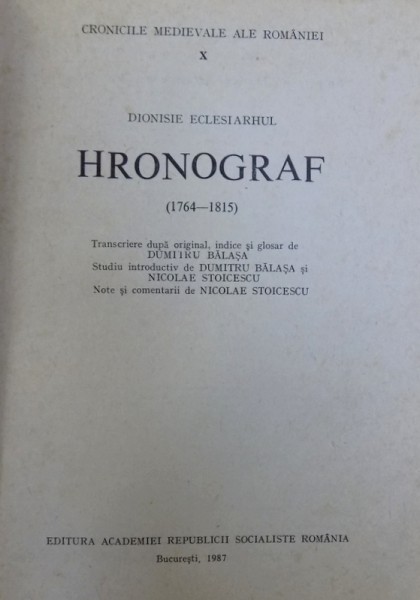 CRONICILE MEDIEVALE ALE ROMÂNIEI
X
DIONISIE ECLESIARHUL
HRONOGRAF
(1764—1815)
Transcriere după original, indice și glosar de
DUMITRU BĂLAȘA
Studiu introductiv de DUMITRU BĂLAȘA și
NICOLAE STOICESCU
Note și comentarii de NICOLAE STOICESCU
EDITURA ACADEMIEI REPUBLICII SOCIALISTE ROMÂNIA
București, 1987